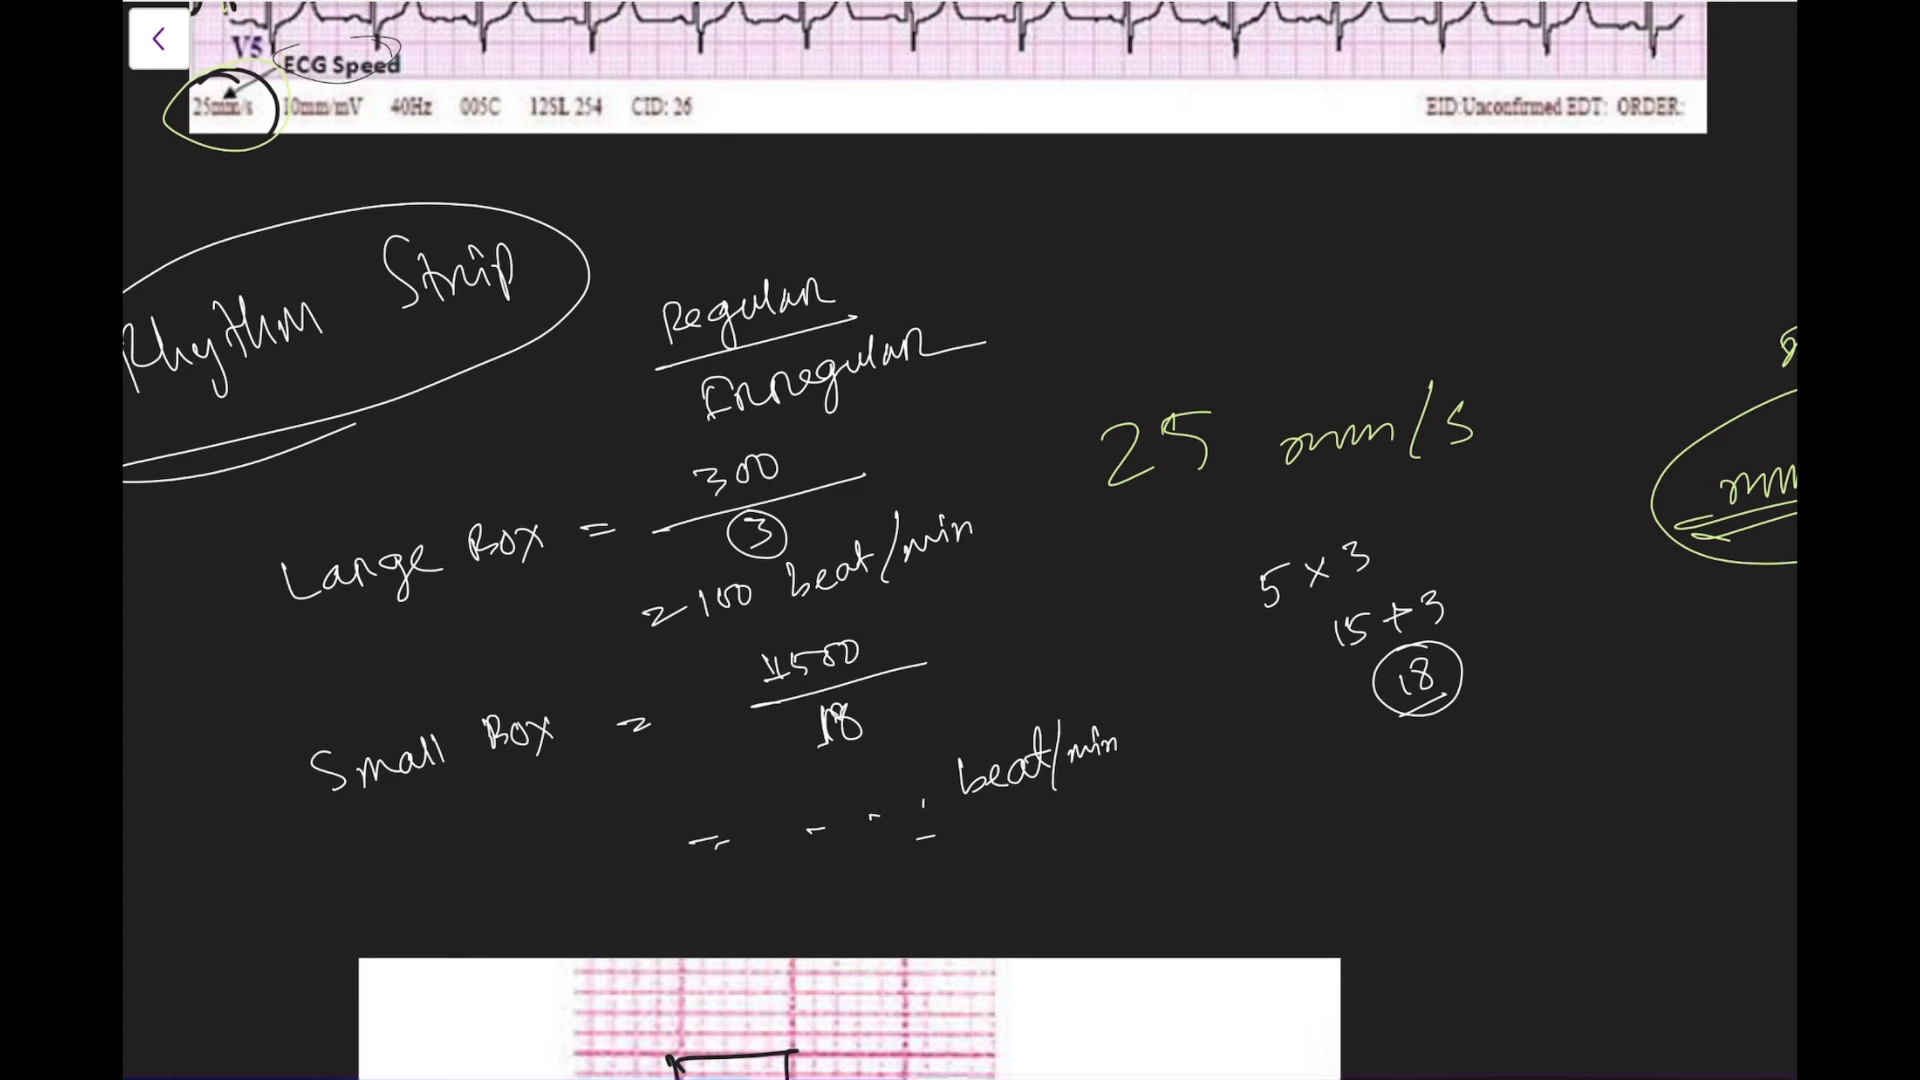 V5
ECG Speed
25mm/s 10mm/mV 40Hz 005C 12SL 254 CID: 26 EID:Unconfirmed EDT: ORDER:
Rhythm Strip
Regular
Irregular
25 mm/s
Large Box = 300
3
= 100 beat/min
5 x 3
15 + 3
18
Small Box = 1500
18
= beat/min